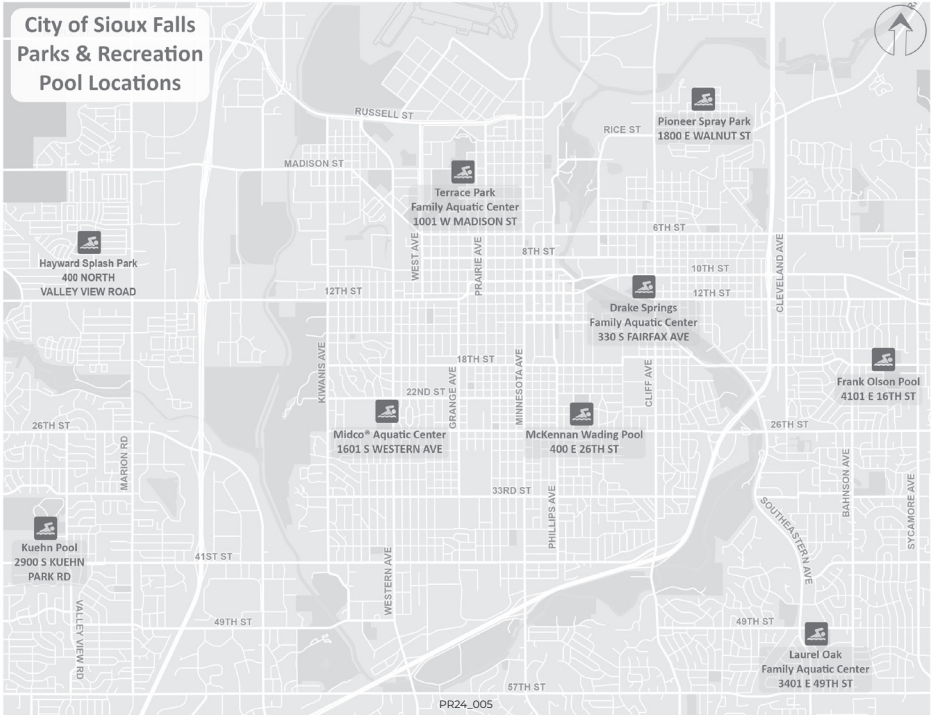 City of Sioux Falls
Parks & Recreation
Pool Locations
RUSSELL ST
RICE ST
Pioneer Spray Park
1800 E WALNUT ST
MADISON ST
Terrace Park
Family Aquatic Center
1001 W MADISON ST
6TH ST
WEST AVE
PRAIRIE AVE
8TH ST
CLEVELAND AVE
Hayward Splash Park
400 NORTH
VALLEY VIEW ROAD
10TH ST
12TH ST
12TH ST
Drake Springs
Family Aquatic Center
330 S FAIRFAX AVE
KIWANIS AVE
18TH ST
MINNESOTA AVE
GRANGE AVE
CLIFF AVE
22ND ST
Frank Olson Pool
4101 E 16TH ST
26TH ST
Midco® Aquatic Center
1601 S WESTERN AVE
McKennan Wading Pool
400 E 26TH ST
26TH ST
MARION RD
BAHNSON AVE
SYCAMORE AVE
33RD ST
PHILLIPS AVE
SOUTHEASTERN AVE
Kuehn Pool
2900 S KUEHN
PARK RD
41ST ST
WESTERN AVE
VALLEY VIEW RD
49TH ST
49TH ST
Laurel Oak
Family Aquatic Center
3401 E 49TH ST
57TH ST
PR24_005